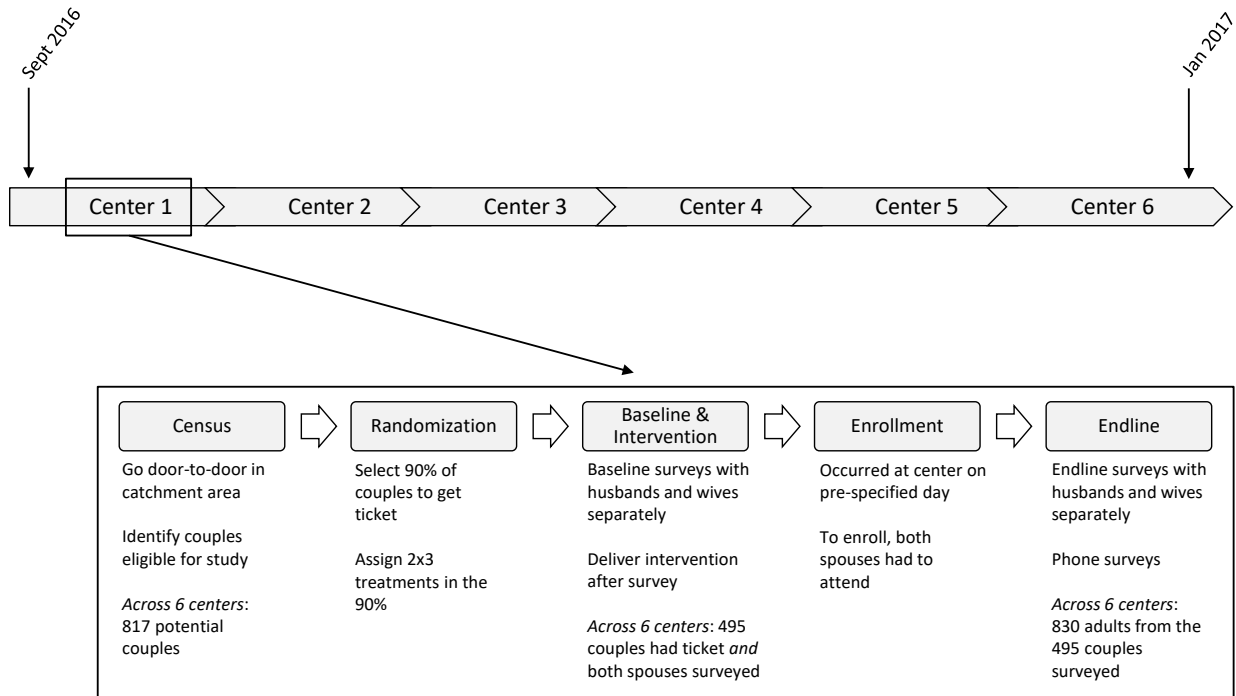 Sept 2016
Jan 2017
Center 1
Center 2
Center 3
Center 4
Center 5
Center 6
Census
Go door-to-door in
catchment area
Identify couples
eligible for study
Across 6 centers:
817 potential
couples
Randomization
Select 90% of
couples to get
ticket
Assign 2x3
treatments in the
90%
Baseline &
Intervention
Baseline surveys with
husbands and wives
separately
Deliver intervention
after survey
Across 6 centers: 495
couples had ticket and
both spouses surveyed
Enrollment
Occurred at center on
pre-specified day
To enroll, both
spouses had to
attend
Endline
Endline surveys with
husbands and wives
separately
Phone surveys
Across 6 centers:
830 adults from the
495 couples
surveyed